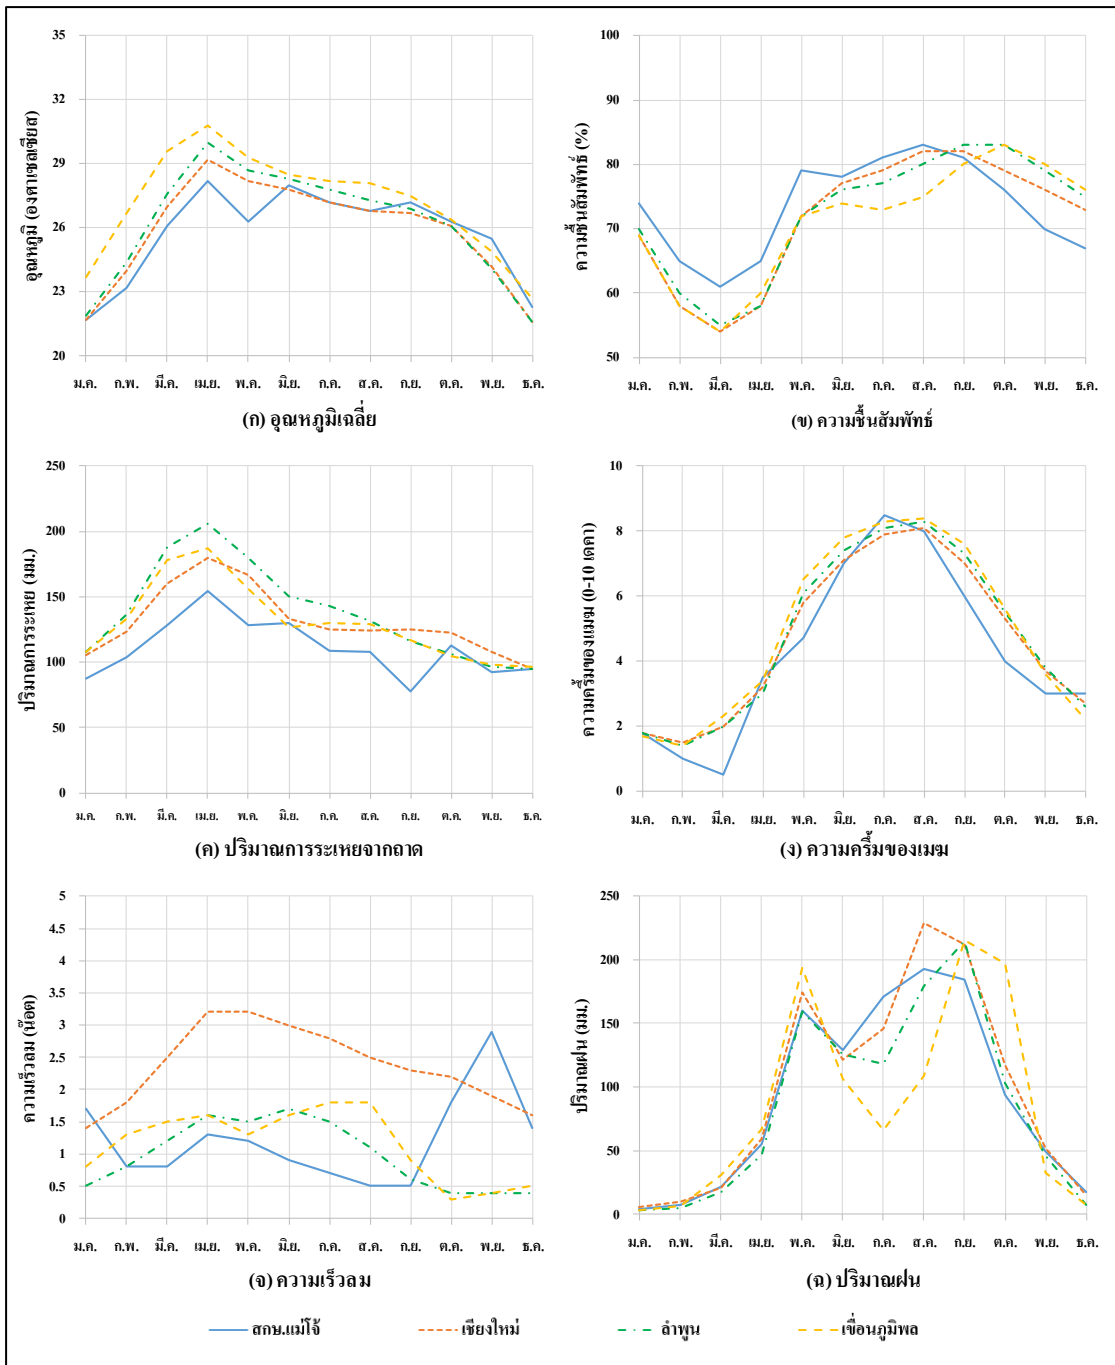 35
32
29
26
23
20
อุณหภูมิ (องศาเซลเซียส)
ม.ค. ก.พ. มี.ค. เม.ย. พ.ค. มิ.ย. ก.ค. ส.ค. ก.ย. ต.ค. พ.ย. ธ.ค.
(ก) อุณหภูมิเฉลี่ย
100
90
80
70
60
50
ความชื้นสัมพัทธ์ (%)
ม.ค. ก.พ. มี.ค. เม.ย. พ.ค. มิ.ย. ก.ค. ส.ค. ก.ย. ต.ค. พ.ย. ธ.ค.
(ข) ความชื้นสัมพัทธ์
250
200
150
100
50
0
ปริมาณการระเหย (มม.)
ม.ค. ก.พ. มี.ค. เม.ย. พ.ค. มิ.ย. ก.ค. ส.ค. ก.ย. ต.ค. พ.ย. ธ.ค.
(ค) ปริมาณการระเหยจากถาด
10
8
6
4
2
0
ความครึ้มของเมฆ (0-10 หดดา)
ม.ค. ก.พ. มี.ค. เม.ย. พ.ค. มิ.ย. ก.ค. ส.ค. ก.ย. ต.ค. พ.ย. ธ.ค.
(ง) ความครึ้มของเมฆ
5
4.5
4
3.5
3
2.5
2
1.5
1
0.5
0
ความเร็วลม (น๊อต)
ม.ค. ก.พ. มี.ค. เม.ย. พ.ค. มิ.ย. ก.ค. ส.ค. ก.ย. ต.ค. พ.ย. ธ.ค.
(จ) ความเร็วลม
250
200
150
100
50
0
ปริมาณฝน (มม.)
ม.ค. ก.พ. มี.ค. เม.ย. พ.ค. มิ.ย. ก.ค. ส.ค. ก.ย. ต.ค. พ.ย. ธ.ค.
(ฉ) ปริมาณฝน
สกษ.แม่โจ้ เชียงใหม่ ลำพูน เขื่อนภูมิพล